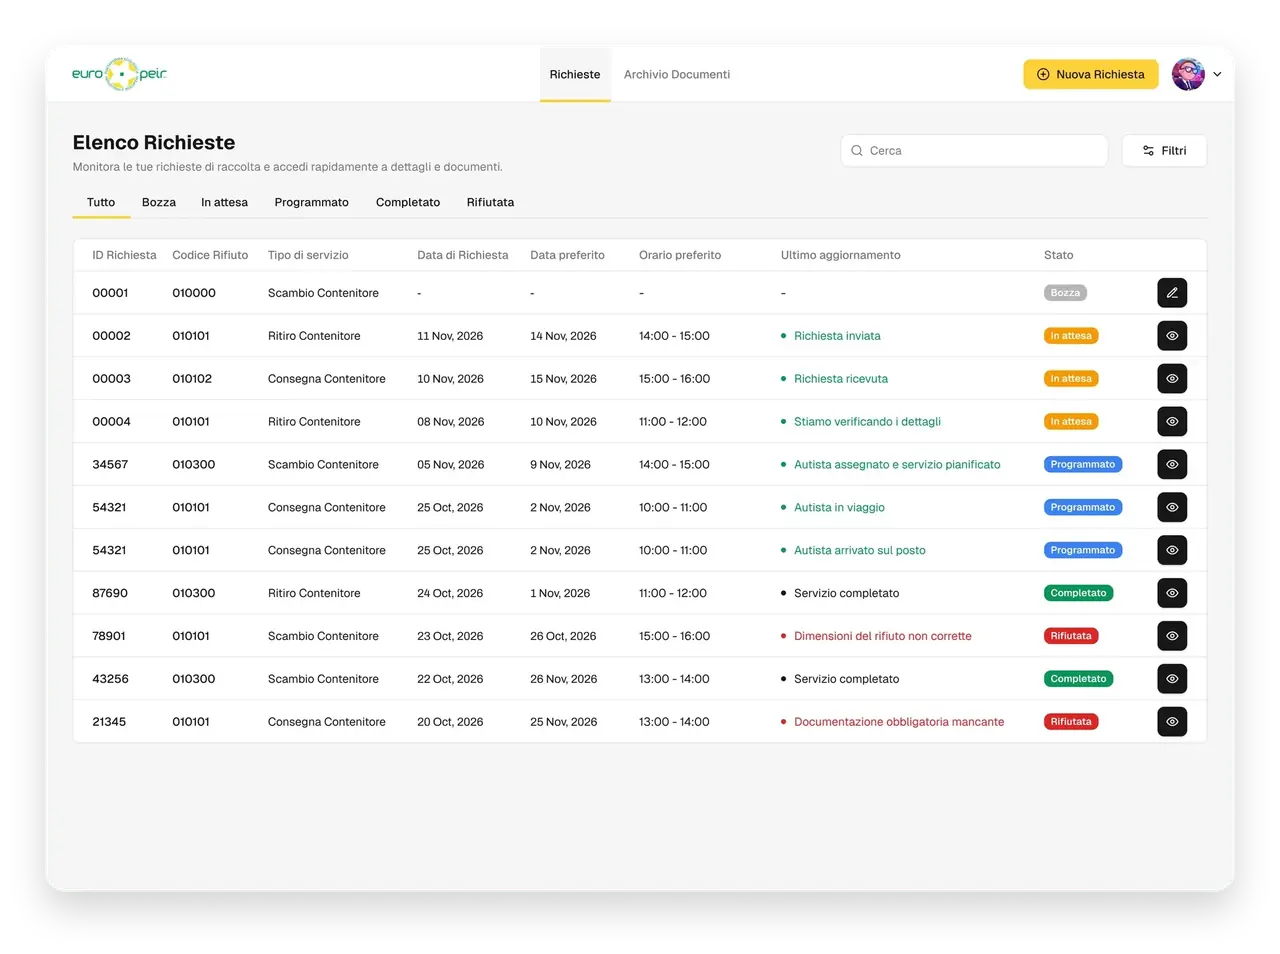 euro peir
Richieste
Archivio Documenti
Nuova Richiesta
Elenco Richieste
Monitora le tue richieste di raccolta e accedi rapidamente a dettagli e documenti.
Cerca
Filtri
Tutto Bozza In attesa Programmato Completato Rifiutata
ID Richiesta Codice Rifiuto Tipo di servizio Data di Richiesta Data preferito Orario preferito Ultimo aggiornamento Stato
00001 010000 Scambio Contenitore - - - - Bozza
00002 010101 Ritiro Contenitore 11 Nov, 2026 14 Nov, 2026 14:00 - 15:00 Richiesta inviata In attesa
00003 010102 Consegna Contenitore 10 Nov, 2026 15 Nov, 2026 15:00 - 16:00 Richiesta ricevuta In attesa
00004 010101 Ritiro Contenitore 08 Nov, 2026 10 Nov, 2026 11:00 - 12:00 Stiamo verificando i dettagli In attesa
34567 010300 Scambio Contenitore 05 Nov, 2026 9 Nov, 2026 14:00 - 15:00 Autista assegnato e servizio pianificato Programmato
54321 010101 Consegna Contenitore 25 Oct, 2026 2 Nov, 2026 10:00 - 11:00 Autista in viaggio Programmato
54321 010101 Consegna Contenitore 25 Oct, 2026 2 Nov, 2026 10:00 - 11:00 Autista arrivato sul posto Programmato
87690 010300 Ritiro Contenitore 24 Oct, 2026 1 Nov, 2026 11:00 - 12:00 Servizio completato Completato
78901 010101 Scambio Contenitore 23 Oct, 2026 26 Oct, 2026 15:00 - 16:00 Dimensioni del rifiuto non corrette Rifiutata
43256 010300 Scambio Contenitore 22 Oct, 2026 26 Nov, 2026 13:00 - 14:00 Servizio completato Completato
21345 010101 Consegna Contenitore 20 Oct, 2026 25 Nov, 2026 13:00 - 14:00 Documentazione obbligatoria mancante Rifiutata